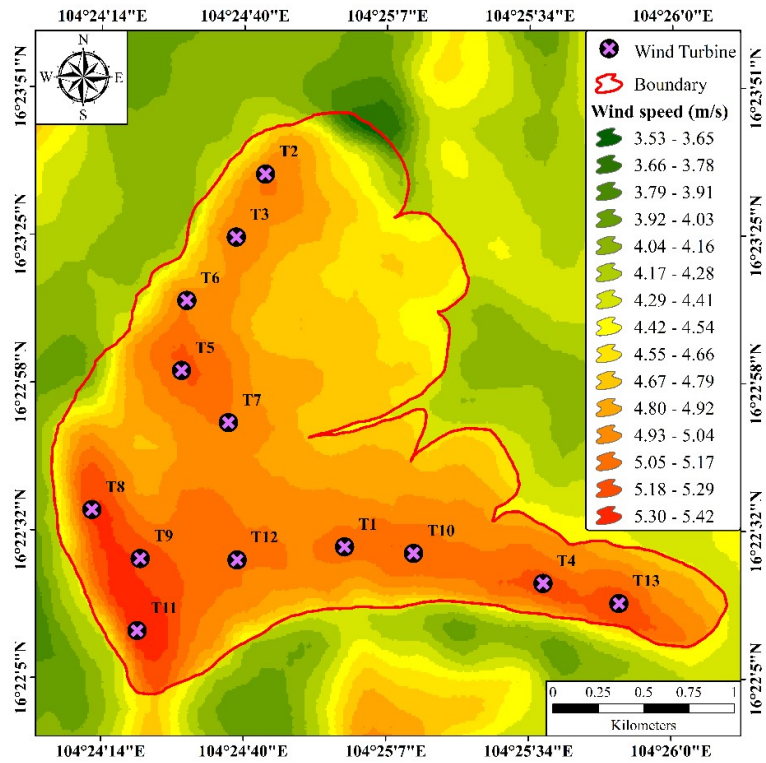 104°24'14"E 104°24'40"E 104°25'7"E 104°25'34"E 104°26'0"E
N
W E
S
Wind Turbine
Boundary
Wind speed (m/s)
3.53 - 3.65
3.66 - 3.78
3.79 - 3.91
3.92 - 4.03
4.04 - 4.16
4.17 - 4.28
4.29 - 4.41
4.42 - 4.54
4.55 - 4.66
4.67 - 4.79
4.80 - 4.92
4.93 - 5.04
5.05 - 5.17
5.18 - 5.29
5.30 - 5.42
16°23'51"N 16°23'51"N
T2
T3
16°23'25"N 16°23'25"N
T6
T5
16°22'58"N 16°22'58"N
T7
T8
16°22'32"N 16°22'32"N
T9 T12 T1 T10
T4
T13
T11
16°22'5"N 16°22'5"N
0 0.25 0.5 0.75 1
Kilometers
104°24'14"E 104°24'40"E 104°25'7"E 104°25'34"E 104°26'0"E